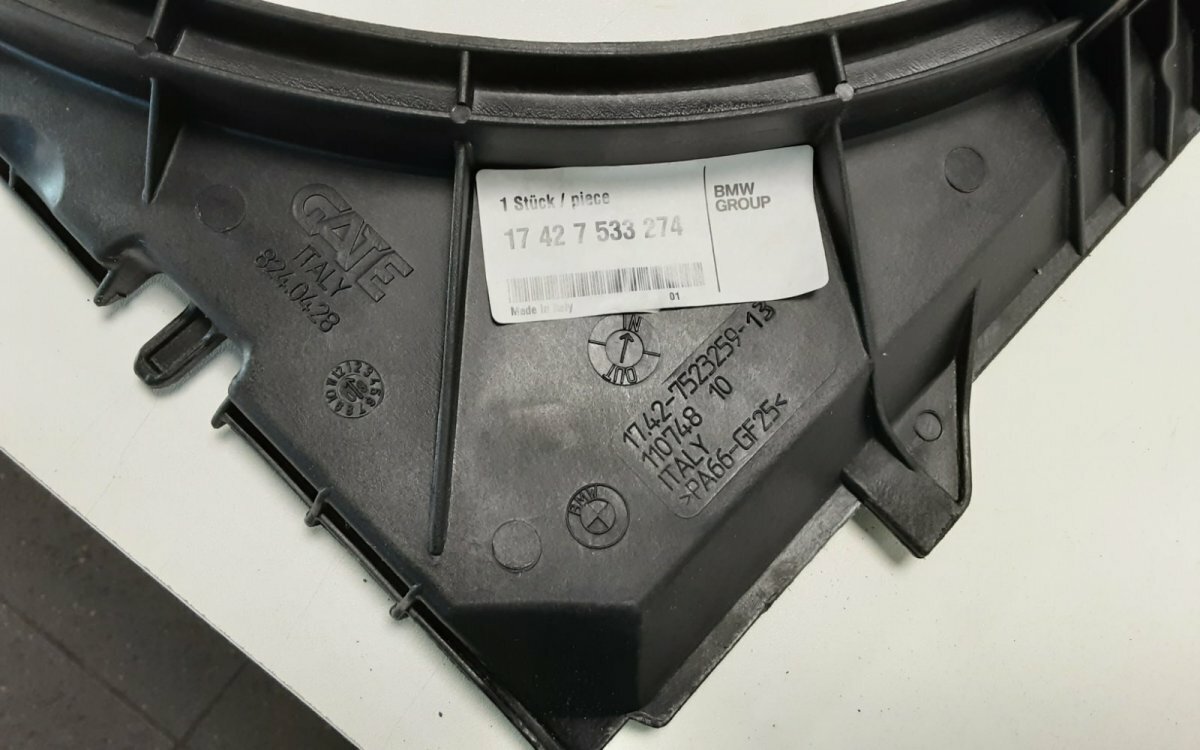 GATE
ITALY
824.0428
1 Stück / piece
17 42 7 533 274
BMW
GROUP
Made in Italy
01
IN
OUT
17.42-7523259-13
110748 10
ITALY
>PA66-GF25<
BMW